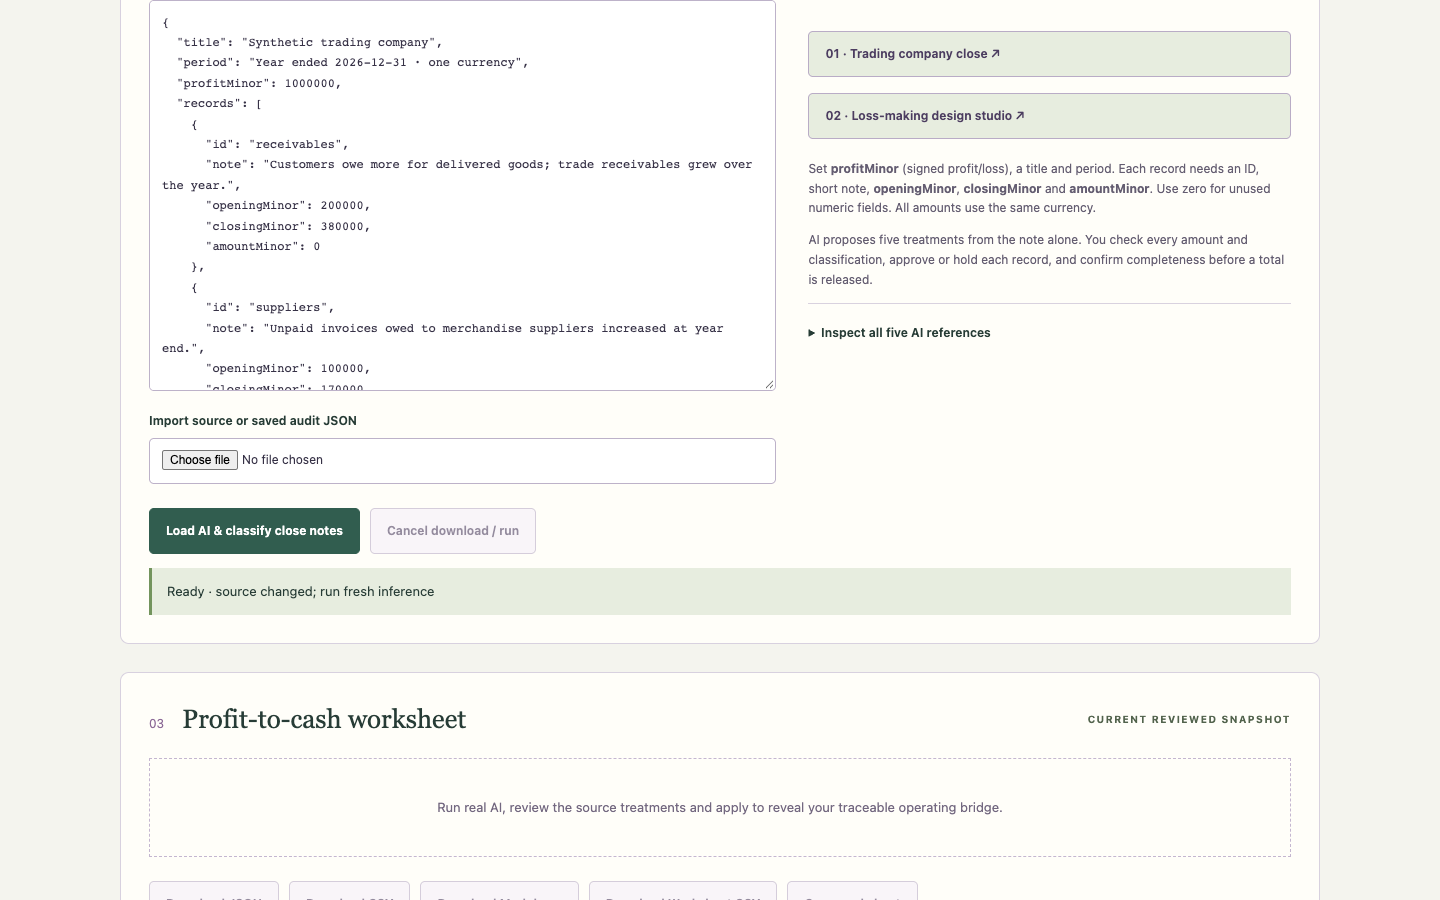 {
"title": "Synthetic trading company",
"period": "Year ended 2026-12-31 · one currency",
"profitMinor": 1000000,
"records": [
{
"id": "receivables",
"note": "Customers owe more for delivered goods; trade receivables grew over
the year.",
"openingMinor": 200000,
"closingMinor": 380000,
"amountMinor": 0
},
{
"id": "suppliers",
"note": "Unpaid invoices owed to merchandise suppliers increased at year
end.",
"openingMinor": 100000,
"closingMinor": 170000
Import source or saved audit JSON
Choose file No file chosen
Load AI & classify close notes
Cancel download / run
Ready · source changed; run fresh inference
01 · Trading company close ↗
02 · Loss-making design studio ↗
Set profitMinor (signed profit/loss), a title and period. Each record needs an ID,
short note, openingMinor, closingMinor and amountMinor. Use zero for unused
numeric fields. All amounts use the same currency.
AI proposes five treatments from the note alone. You check every amount and
classification, approve or hold each record, and confirm completeness before a total
is released.
▶ Inspect all five AI references
03 Profit-to-cash worksheet
CURRENT REVIEWED SNAPSHOT
Run real AI, review the source treatments and apply to reveal your traceable operating bridge.